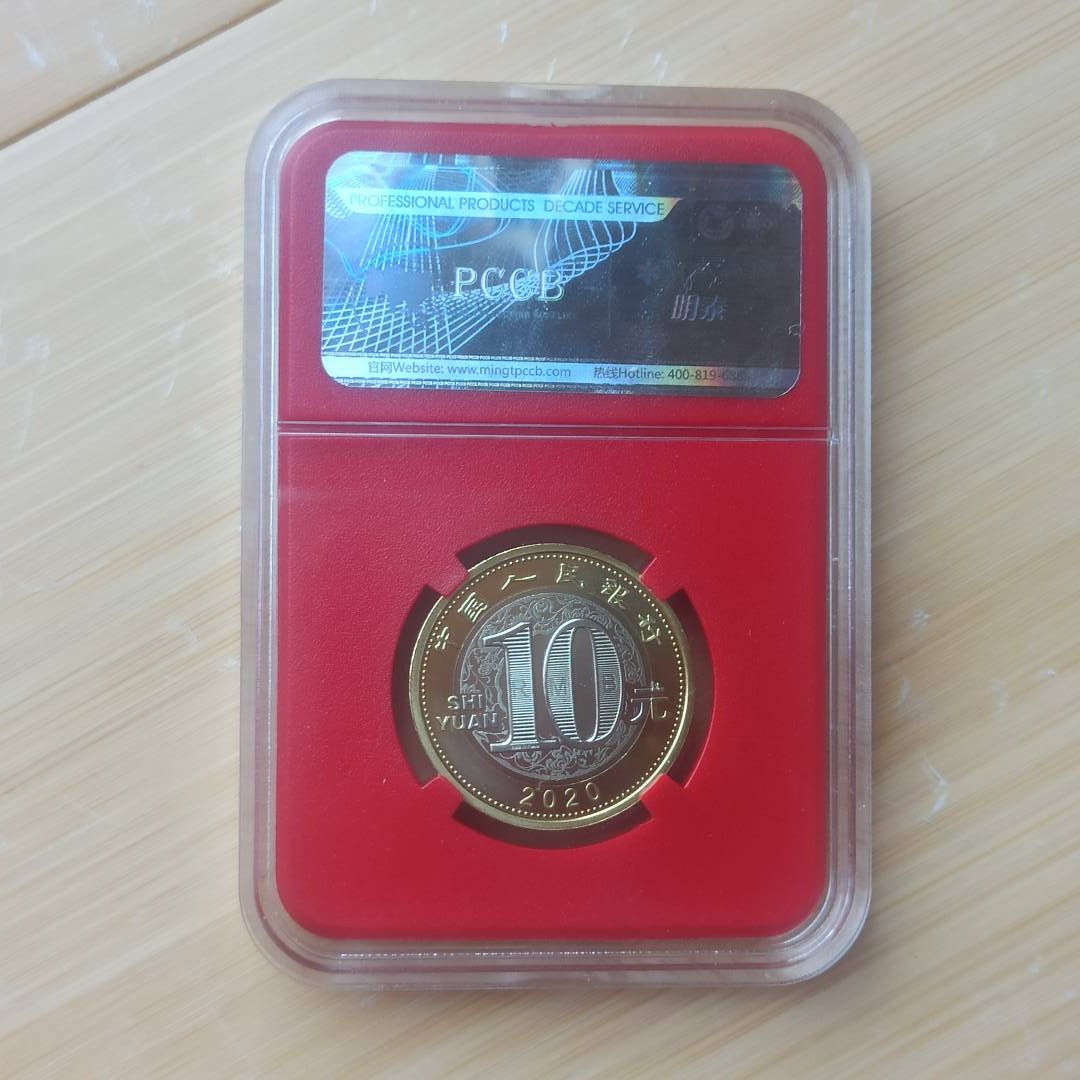 PROFESSIONAL PRODUCTS DECADE SERVICE
PCCB
明泰
官网Website: www.mingtpccb.com 热线Hotline: 400-819-
中国人民銀行
10
RMB
SHI
YUAN
元
2020